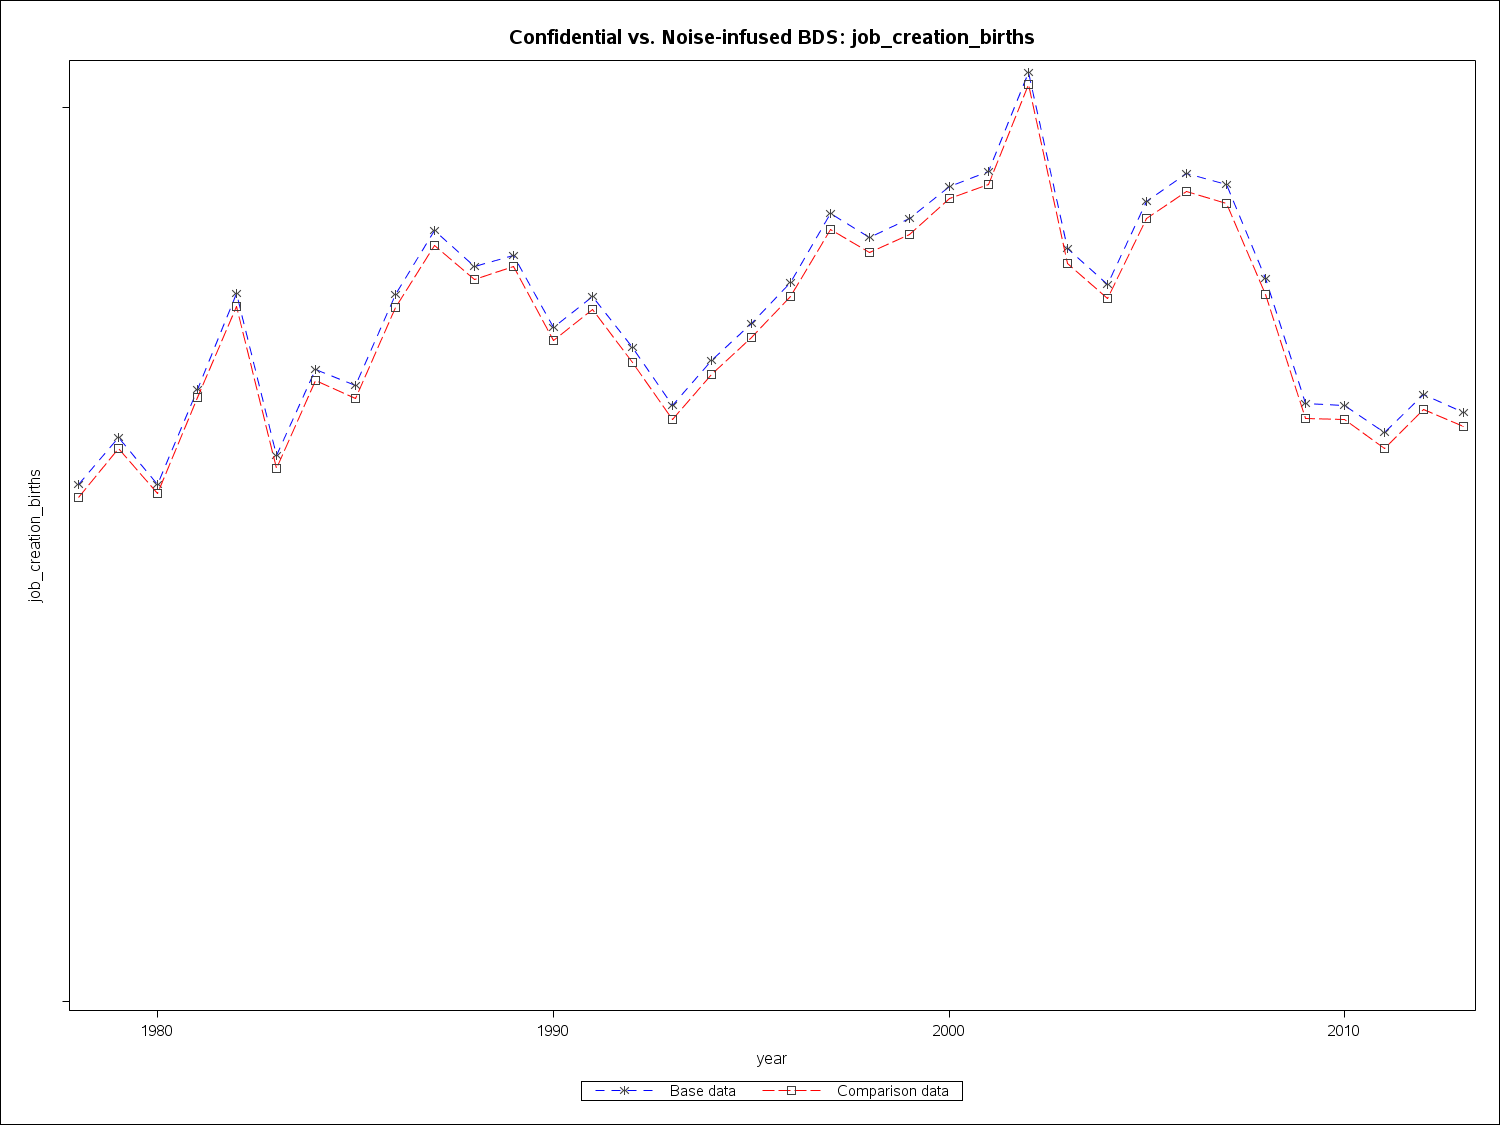 Confidential vs. Noise-infused BDS: job_creation_births
job_creation_births
1980 1990 2000 2010
year
Base data Comparison data